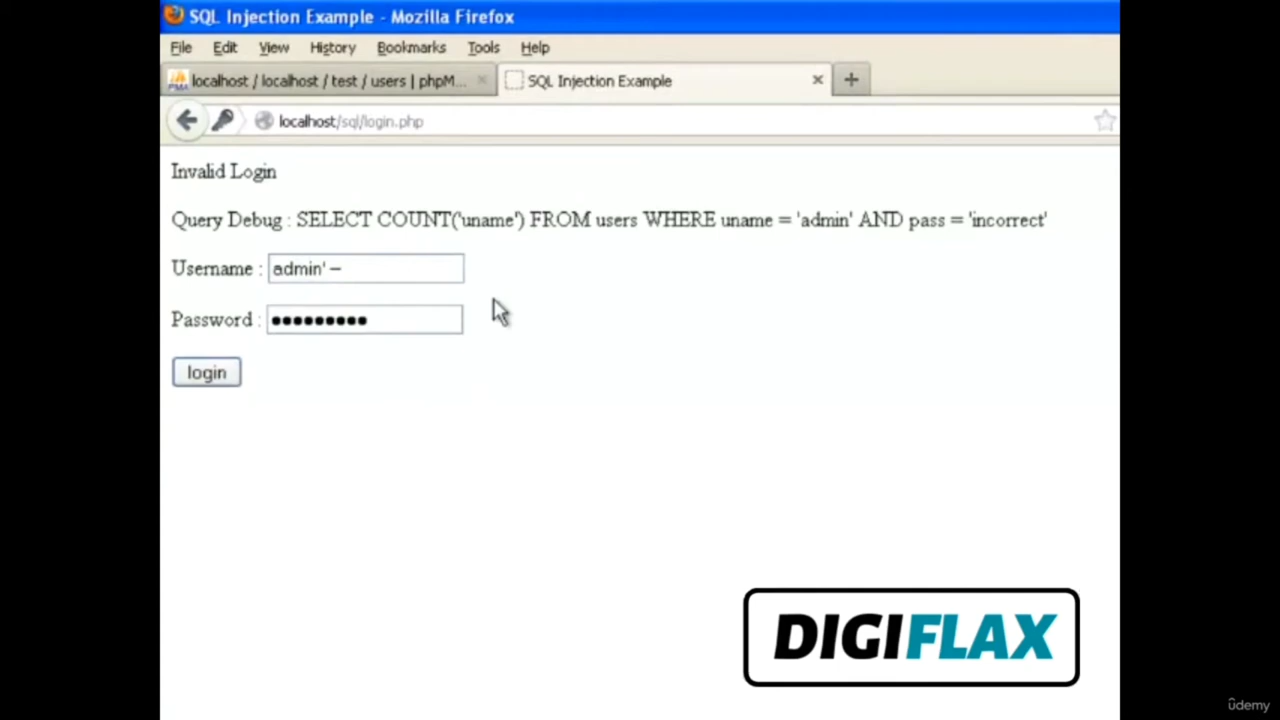 SQL Injection Example - Mozilla Firefox
File Edit View History Bookmarks Tools Help
localhost / localhost / test / users | phpM... SQL Injection Example
localhost/sql/login.php
Invalid Login
Query Debug : SELECT COUNT('uname') FROM users WHERE uname = 'admin' AND pass = 'incorrect'
Username : admin' --
Password : •••••••••
login
DIGIFLAX
ûdemy